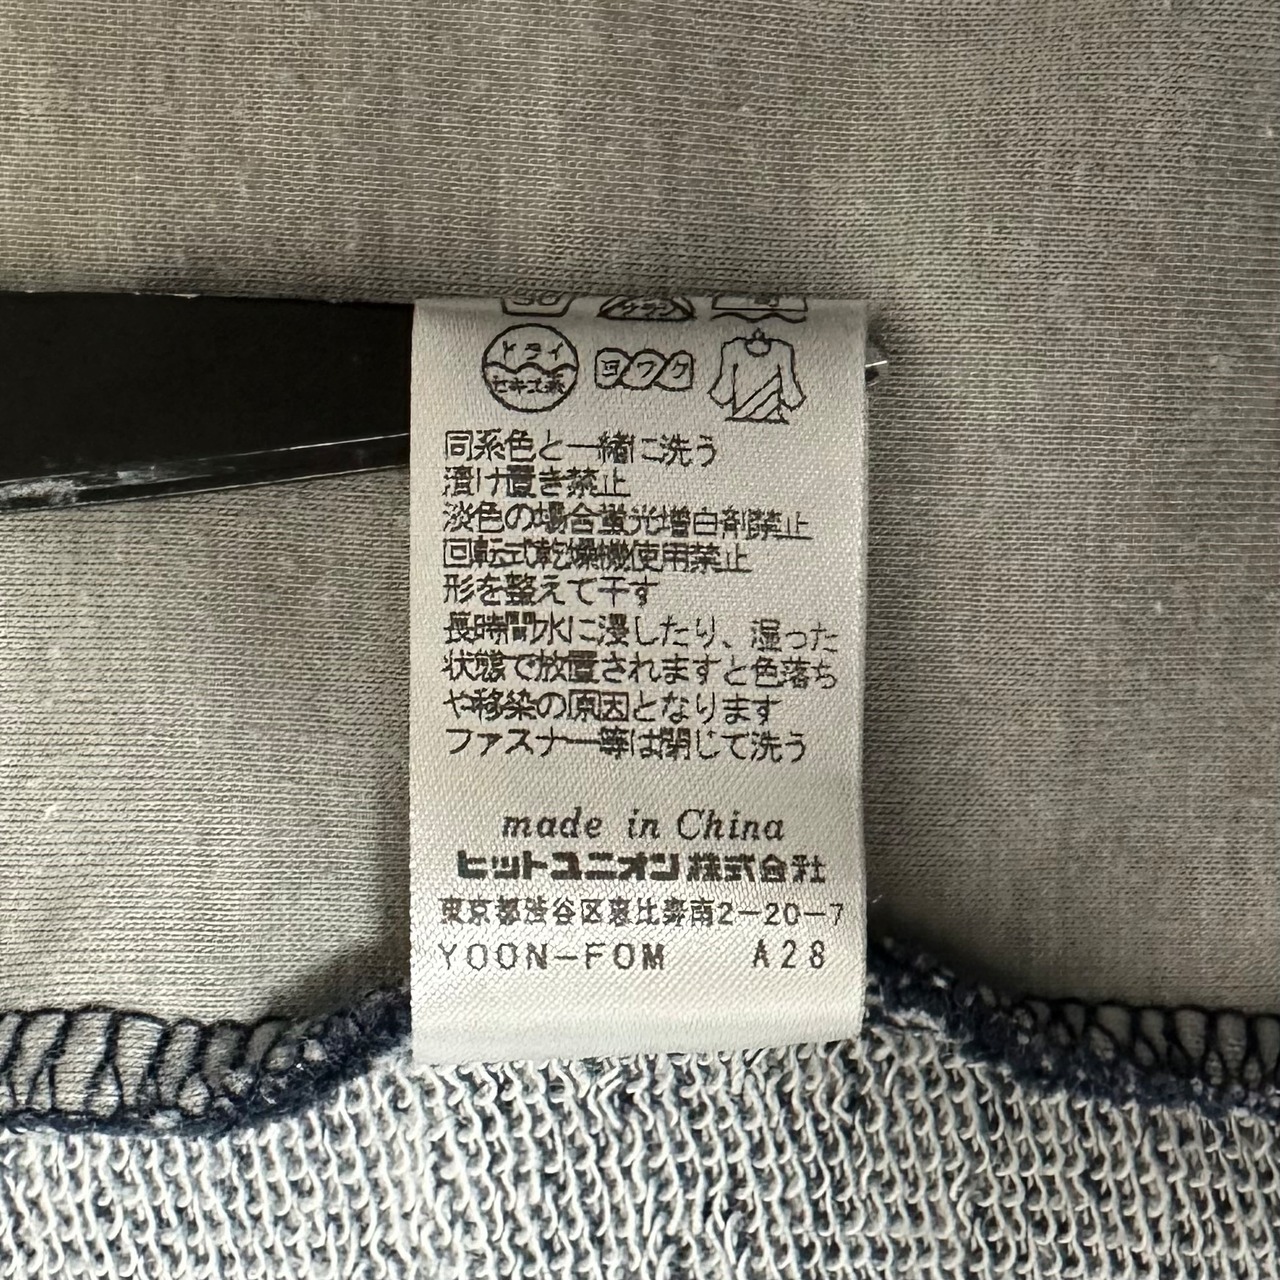 30
エンソ
ドライ
セキユ系
ヨワク
同系色と一緒に洗う
漬け置き禁止
淡色の場合蛍光増白剤禁止
回転式乾燥機使用禁止
形を整えて干す
長時間水に浸したり、湿った
状態で放置されますと色落ち
や移染の原因となります
ファスナー等は閉じて洗う
made in China
ヒットユニオン株式会社
東京都渋谷区恵比寿南2-20-7
YOON-FOM A28